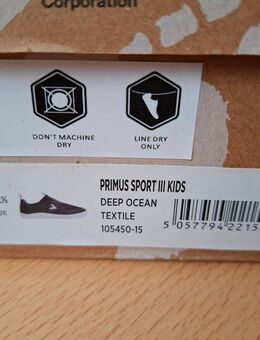 Corporation
DON'T MACHINE
DRY
LINE DRY
ONLY
PRIMUS SPORT III KIDS
DEEP OCEAN
TEXTILE
105450-15
5 057794 2215